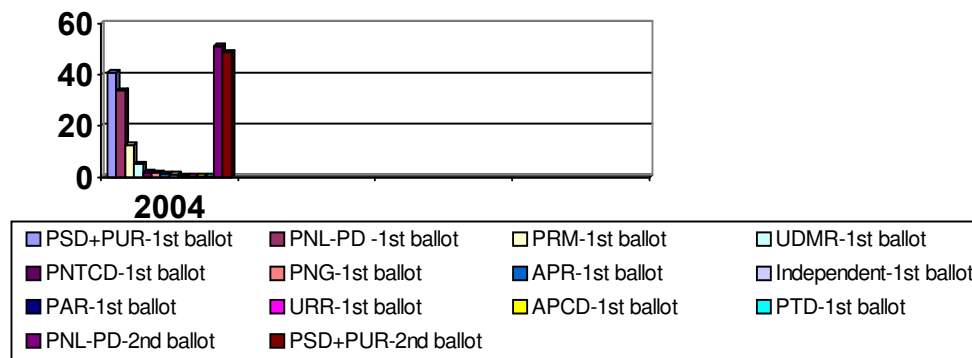 60
40
20
0
2004
PSD+PUR-1st ballot PNL-PD -1st ballot PRM-1st ballot UDMR-1st ballot
PNTCD-1st ballot PNG-1st ballot APR-1st ballot Independent-1st ballot
PAR-1st ballot URR-1st ballot APCD-1st ballot PTD-1st ballot
PNL-PD-2nd ballot PSD+PUR-2nd ballot